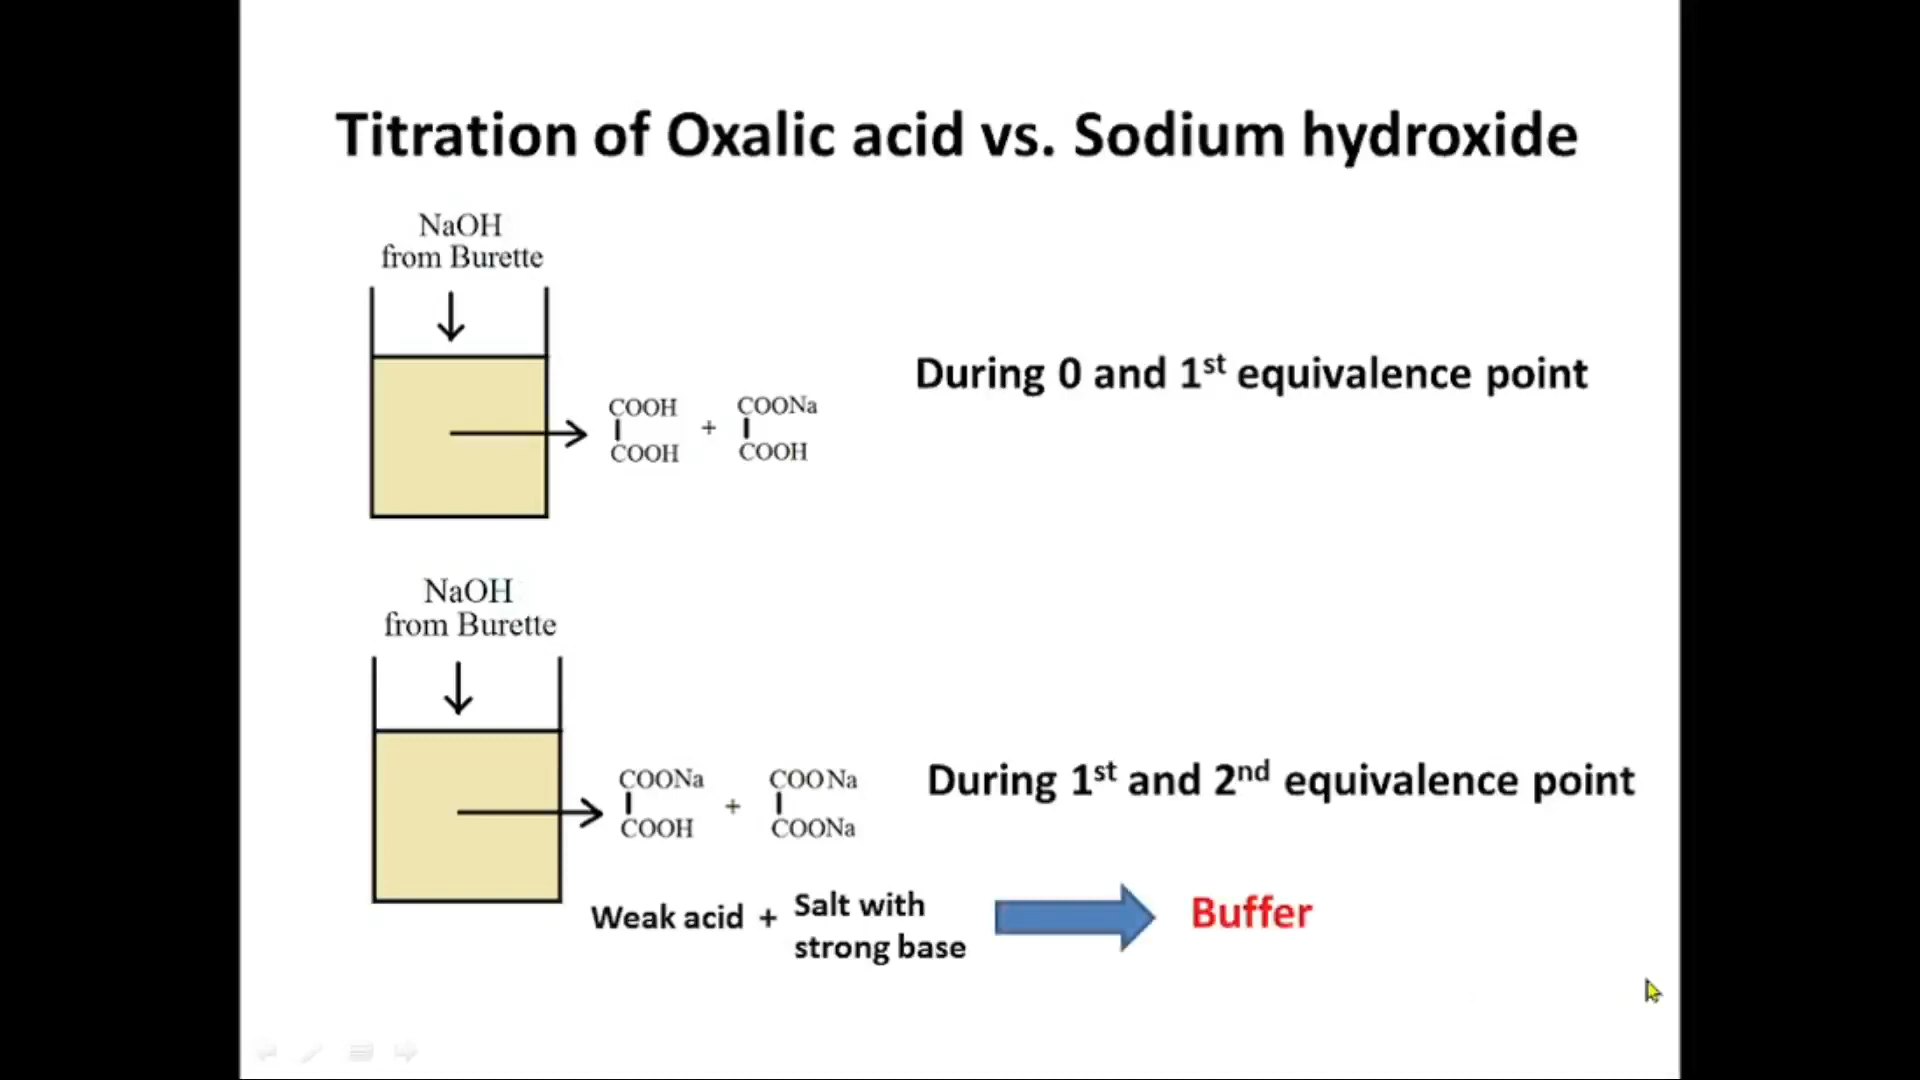 Titration of Oxalic acid vs. Sodium hydroxide
NaOH
from Burette
COOH + COONa
COOH COOH
During 0 and 1st equivalence point
NaOH
from Burette
COONa + COONa
COOH COONa
During 1st and 2nd equivalence point
Weak acid + Salt with
strong base
Buffer